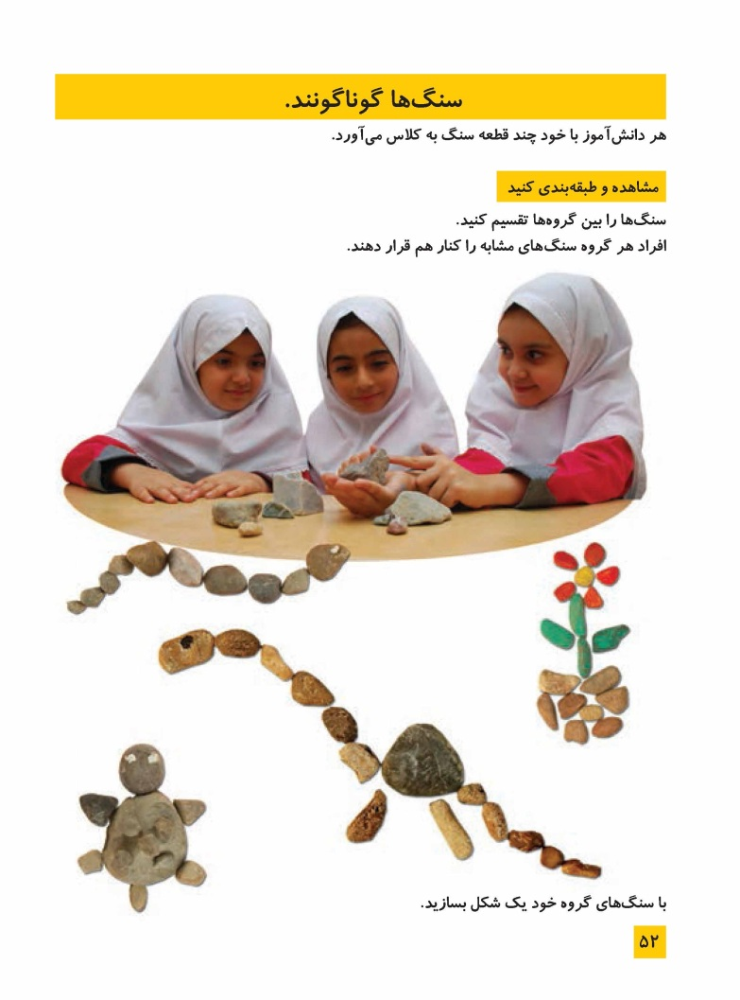 سنگ‌ها گوناگونند.
هر دانش‌آموز با خود چند قطعه سنگ به کلاس می‌آورد.
مشاهده و طبقه‌بندی کنید
سنگ‌ها را بین گروه‌ها تقسیم کنید.
افراد هر گروه سنگ‌های مشابه را کنار هم قرار دهند.
با سنگ‌های گروه خود یک شکل بسازید.
۵۲